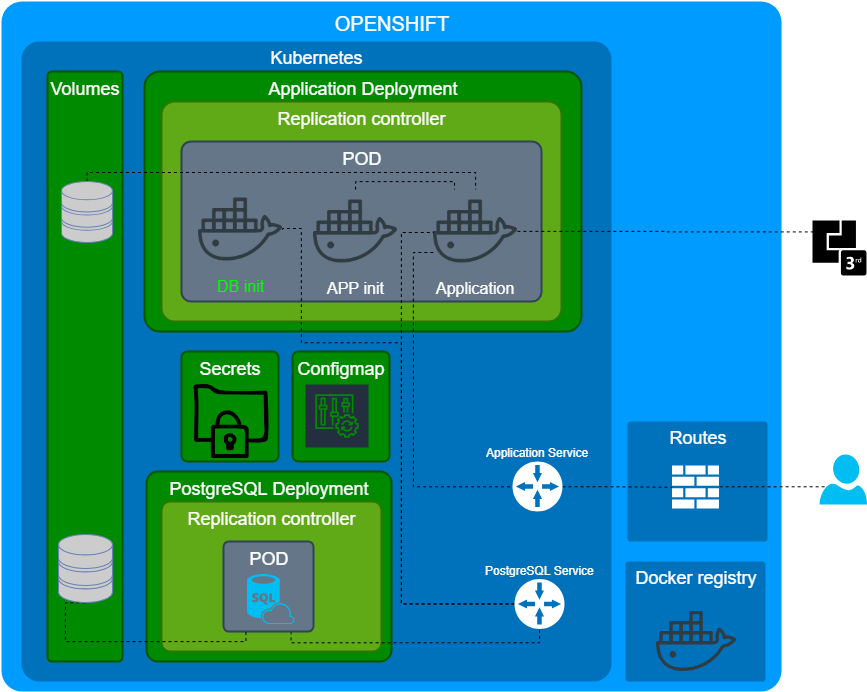 OPENSHIFT
Kubernetes
Volumes
Application Deployment
Replication controller
POD
DB init
APP init
Application
3rd
Secrets
Configmap
Application Service
Routes
PostgreSQL Deployment
Replication controller
POD
SQL
PostgreSQL Service
Docker registry